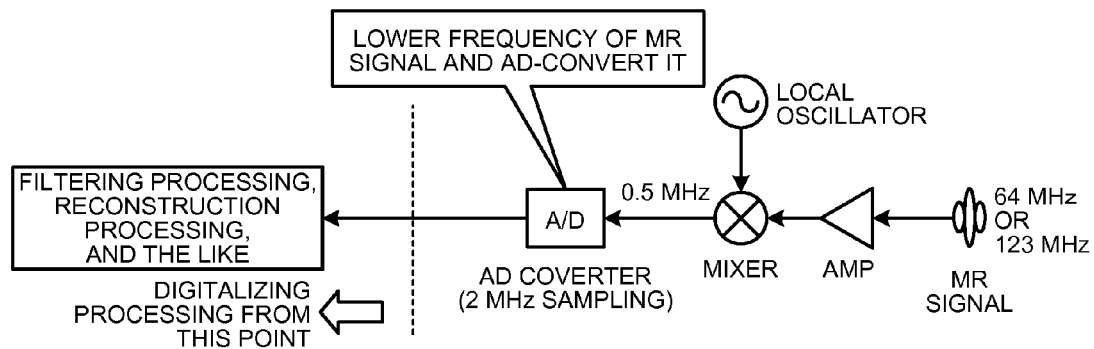 LOWER FREQUENCY OF MR
SIGNAL AND AD-CONVERT IT
LOCAL
OSCILLATOR
FILTERING PROCESSING,
RECONSTRUCTION
PROCESSING,
AND THE LIKE
A/D
0.5 MHz
64 MHz
OR
123 MHz
AD COVERTER
(2 MHz SAMPLING)
MIXER
AMP
MR
SIGNAL
DIGITALIZING
PROCESSING FROM
THIS POINT